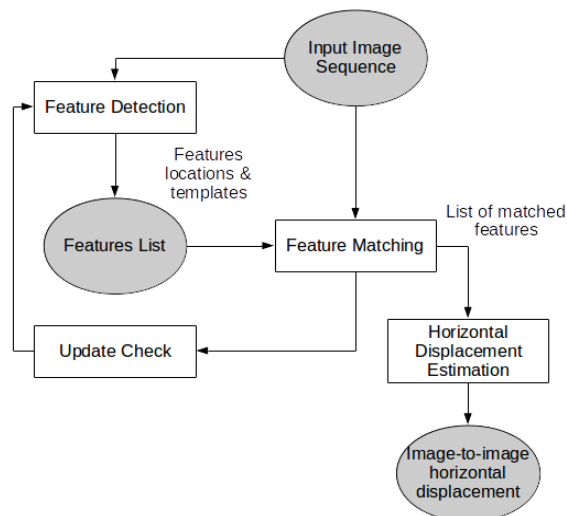 Input Image
Sequence
Feature Detection
Features
locations &
templates
List of matched
features
Features List
Feature Matching
Update Check
Horizontal
Displacement
Estimation
Image-to-image
horizontal
displacement